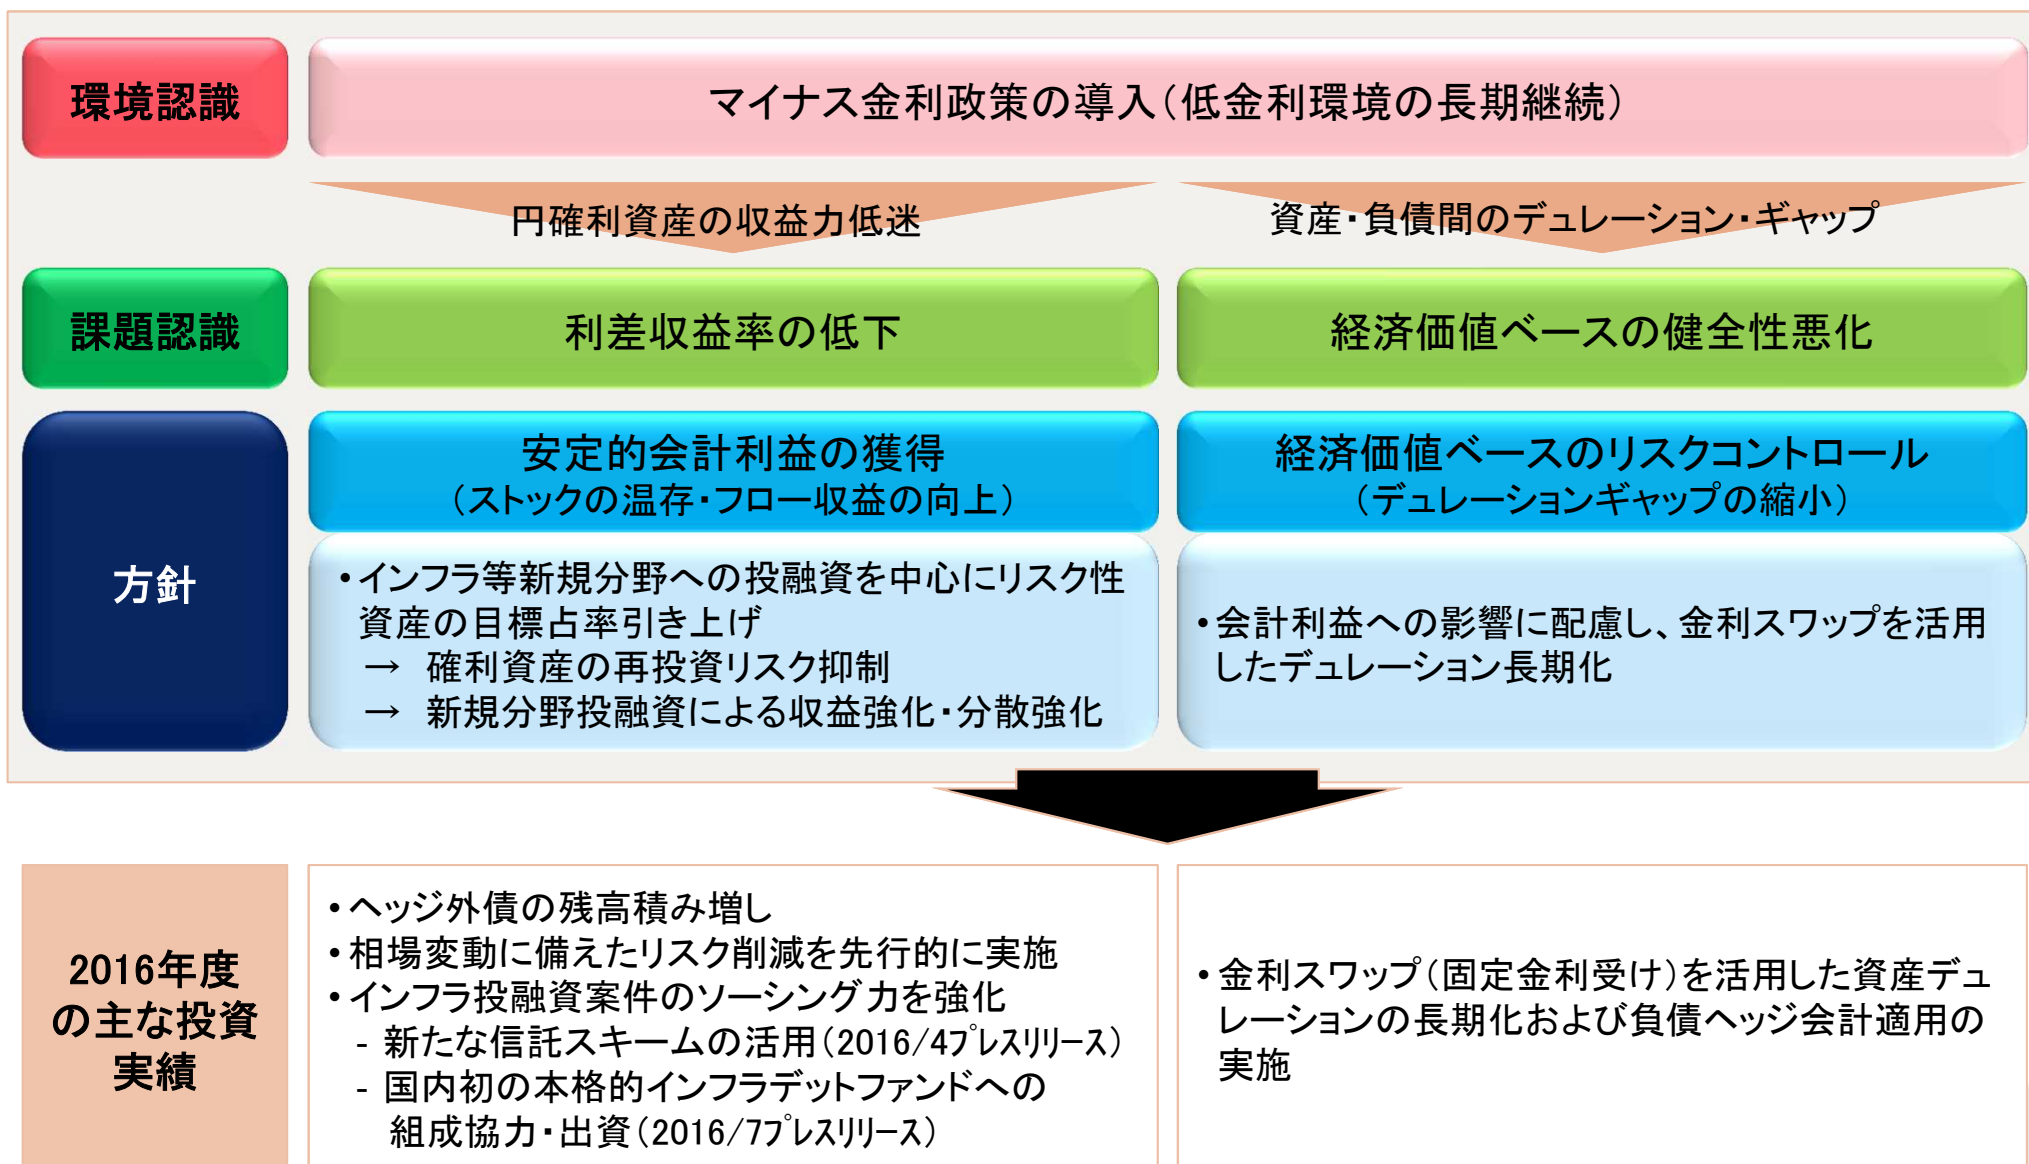 環境認識
マイナス金利政策の導入（低金利環境の長期継続）
円確利資産の収益力低迷
資産・負債間のデュレーション・ギャップ
課題認識
利差収益率の低下
経済価値ベースの健全性悪化
方針
安定的会計利益の獲得
（ストックの温存・フロー収益の向上）
・インフラ等新規分野への投融資を中心にリスク性
資産の目標占率引き上げ
→ 確利資産の再投資リスク抑制
→ 新規分野投融資による収益強化・分散強化
経済価値ベースのリスクコントロール
（デュレーションギャップの縮小）
・会計利益への影響に配慮し、金利スワップを活用
したデュレーション長期化
2016年度
の主な投資
実績
・ヘッジ外債の残高積み増し
・相場変動に備えたリスク削減を先行的に実施
・インフラ投融資案件のソーシング力を強化
- 新たな信託スキームの活用（2016/4ﾌﾟﾚｽﾘﾘｰｽ）
- 国内初の本格的インフラデットファンドへの
組成協力・出資（2016/7ﾌﾟﾚｽﾘﾘｰｽ）
・金利スワップ（固定金利受け）を活用した資産デュ
レーションの長期化および負債ヘッジ会計適用の
実施